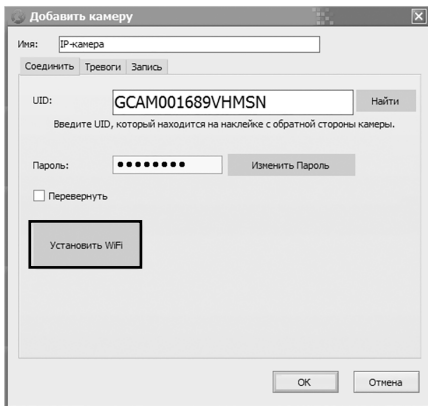 Добавить камеру
Имя: IP-камера
Соединить Тревоги Запись
UID: GCAM001689VHMSN Найти
Введите UID, который находится на наклейке с обратной стороны камеры.
Пароль: ●●●●●●●● Изменить Пароль
Перевернуть
Установить WiFi
OK Отмена